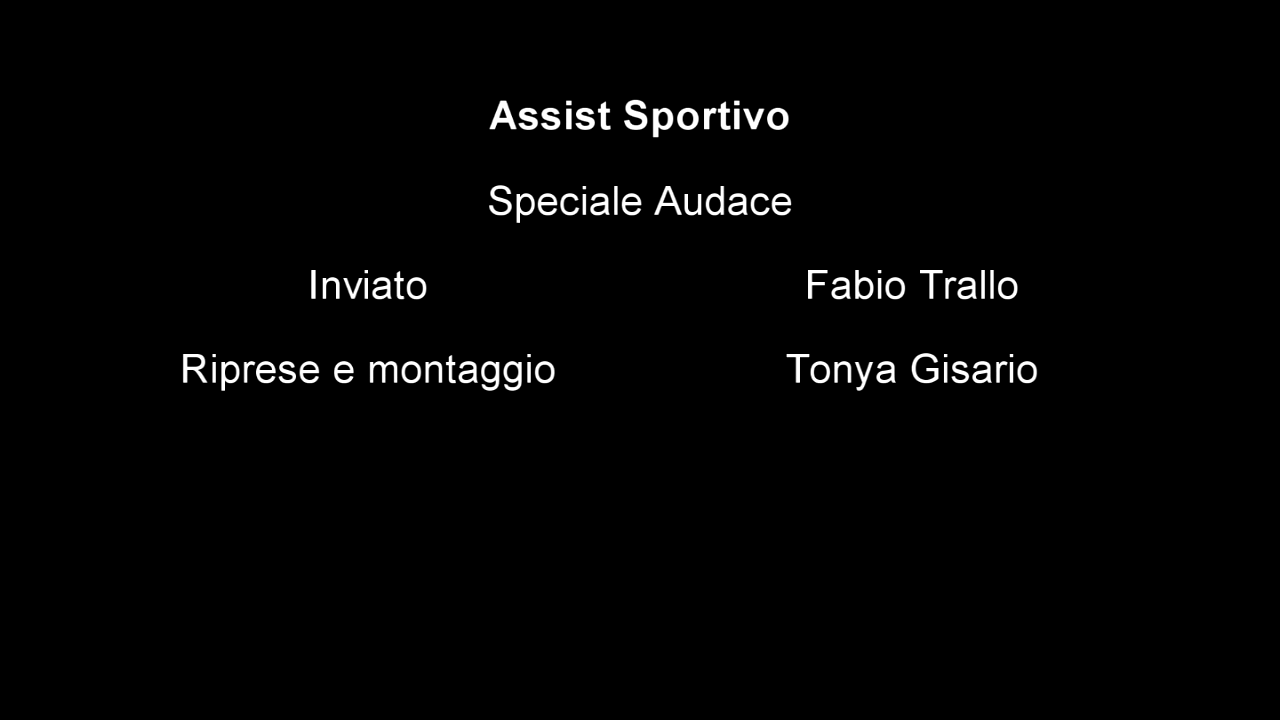 Assist Sportivo
Speciale Audace
Inviato Fabio Trallo
Riprese e montaggio Tonya Gisario